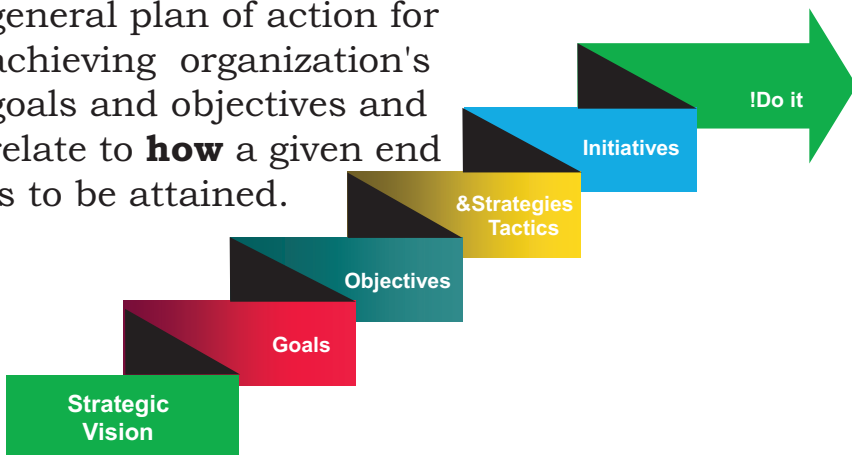 general plan of action for
achieving organization's
goals and objectives and
relate to how a given end
is to be attained.
!Do it
Initiatives
&Strategies
Tactics
Objectives
Goals
Strategic
Vision